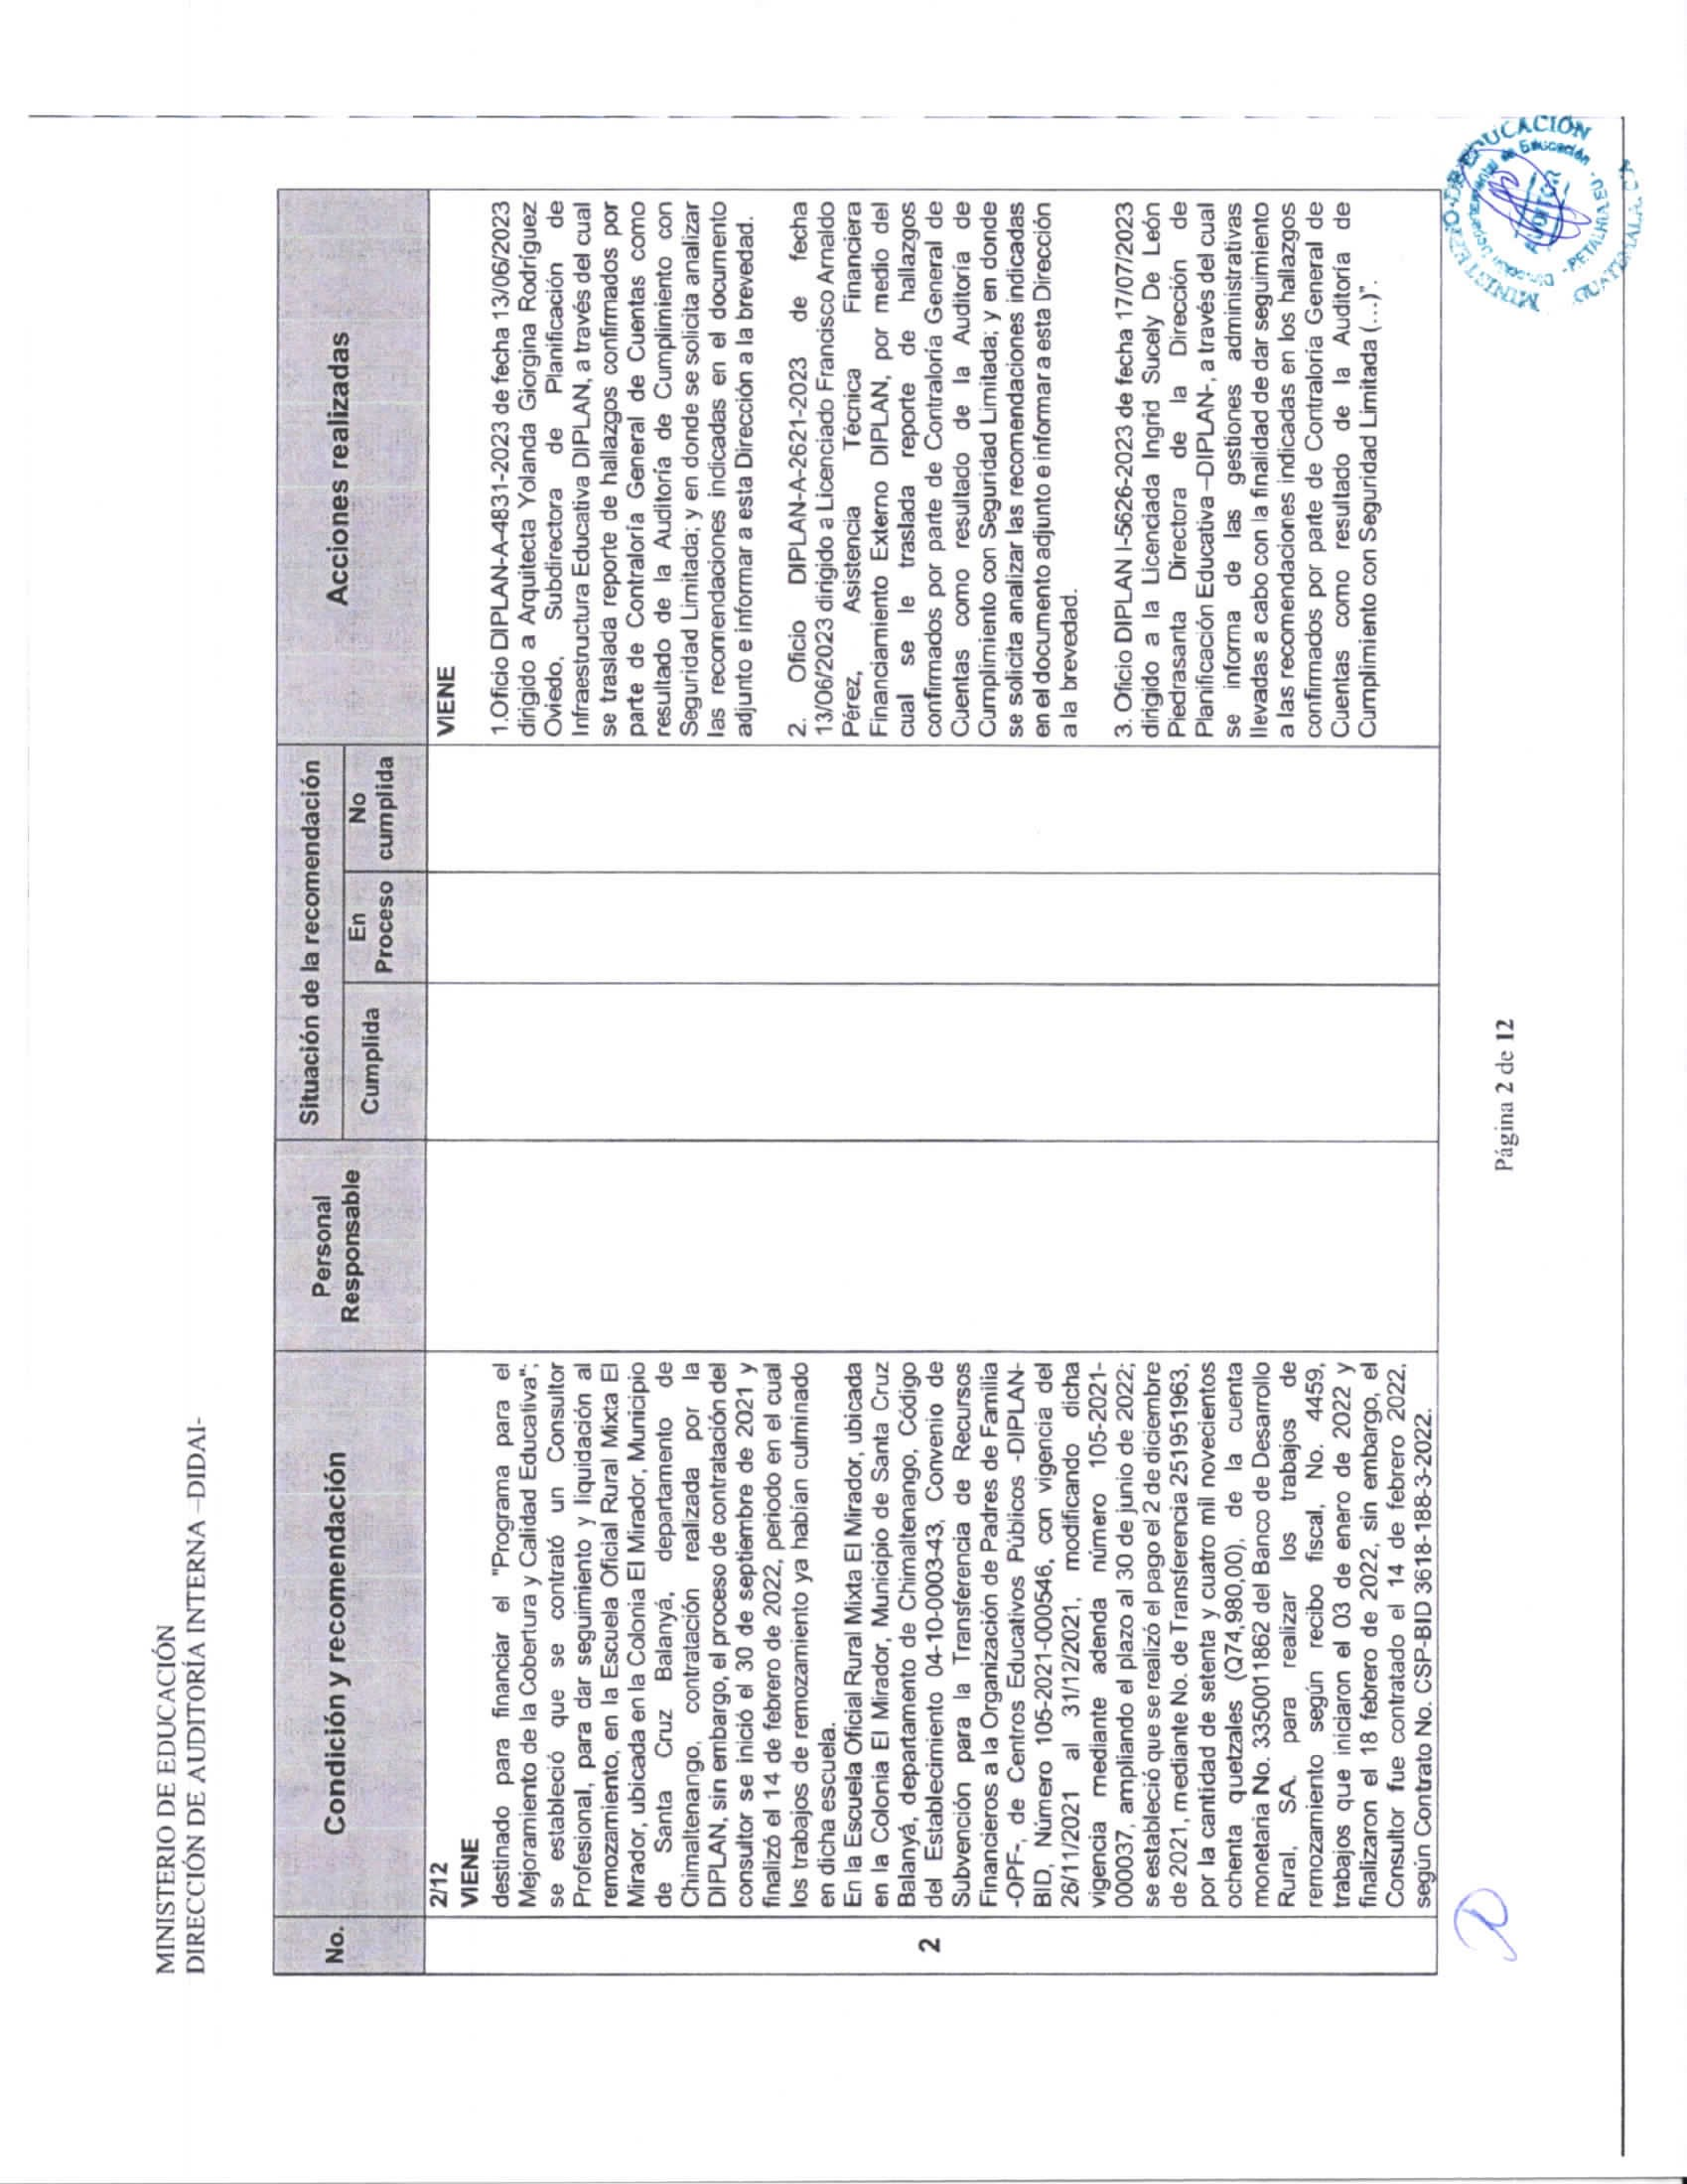 MINISTERIO DE EDUCACIÓN
DIRECCIÓN DE AUDITORÍA INTERNA –DIDAI-
No.
Condición y recomendación
Personal
Responsable
Situación de la recomendación
Cumplida
En
Proceso
No
cumplida
Acciones realizadas
2
2/12
VIENE
destinado para financiar el "Programa para el
Mejoramiento de la Cobertura y Calidad Educativa";
se estableció que se contrató un Consultor
Profesional, para dar seguimiento y liquidación al
remozamiento, en la Escuela Oficial Rural Mixta El
Mirador, ubicada en la Colonia El Mirador, Municipio
de Santa Cruz Balanyá, departamento de
Chimaltenango, contratación realizada por la
DIPLAN, sin embargo, el proceso de contratación del
consultor se inició el 30 de septiembre de 2021 y
finalizó el 14 de febrero de 2022, periodo en el cual
los trabajos de remozamiento ya habían culminado
en dicha escuela.
En la Escuela Oficial Rural Mixta El Mirador, ubicada
en la Colonia El Mirador, Municipio de Santa Cruz
Balanyá, departamento de Chimaltenango, Código
del Establecimiento 04-10-0003-43, Convenio de
Subvención para la Transferencia de Recursos
Financieros a la Organización de Padres de Familia
-OPF-, de Centros Educativos Públicos -DIPLAN-
BID, Número 105-2021-000546, con vigencia del
26/11/2021 al 31/12/2021, modificando dicha
vigencia mediante adenda número 105-2021-
000037, ampliando el plazo al 30 de junio de 2022;
se estableció que se realizó el pago el 2 de diciembre
de 2021, mediante No. de Transferencia 251951963,
por la cantidad de setenta y cuatro mil novecientos
ochenta quetzales (Q74,980,00), de la cuenta
monetaria No. 3350011862 del Banco de Desarrollo
Rural, SA. para realizar los trabajos de
remozamiento según recibo fiscal, No. 4459,
trabajos que iniciaron el 03 de enero de 2022 y
finalizaron el 18 febrero de 2022, sin embargo, el
Consultor fue contratado el 14 de febrero 2022,
según Contrato No. CSP-BID 3618-188-3-2022.
VIENE
1.Oficio DIPLAN-A-4831-2023 de fecha 13/06/2023
dirigido a Arquitecta Yolanda Giorgina Rodríguez
Oviedo, Subdirectora de Planificación de
Infraestructura Educativa DIPLAN, a través del cual
se traslada reporte de hallazgos confirmados por
parte de Contraloría General de Cuentas como
resultado de la Auditoría de Cumplimiento con
Seguridad Limitada; y en donde se solicita analizar
las recomendaciones indicadas en el documento
adjunto e informar a esta Dirección a la brevedad.
2. Oficio DIPLAN-A-2621-2023 de fecha
13/06/2023 dirigido a Licenciado Francisco Arnaldo
Pérez, Asistencia Técnica Financiera
Financiamiento Externo DIPLAN, por medio del
cual se le traslada reporte de hallazgos
confirmados por parte de Contraloría General de
Cuentas como resultado de la Auditoría de
Cumplimiento con Seguridad Limitada; y en donde
se solicita analizar las recomendaciones indicadas
en el documento adjunto e informar a esta Dirección
a la brevedad.
3. Oficio DIPLAN I-5626-2023 de fecha 17/07/2023
dirigido a la Licenciada Ingrid Sucely De León
Piedrasanta Directora de la Dirección de
Planificación Educativa –DIPLAN-, a través del cual
se informa de las gestiones administrativas
llevadas a cabo con la finalidad de dar seguimiento
a las recomendaciones indicadas en los hallazgos
confirmados por parte de Contraloría General de
Cuentas como resultado de la Auditoría de
Cumplimiento con Seguridad Limitada (...)”.
MINISTERIO DE EDUCACIÓN
AUDITOR
Página 2 de 12